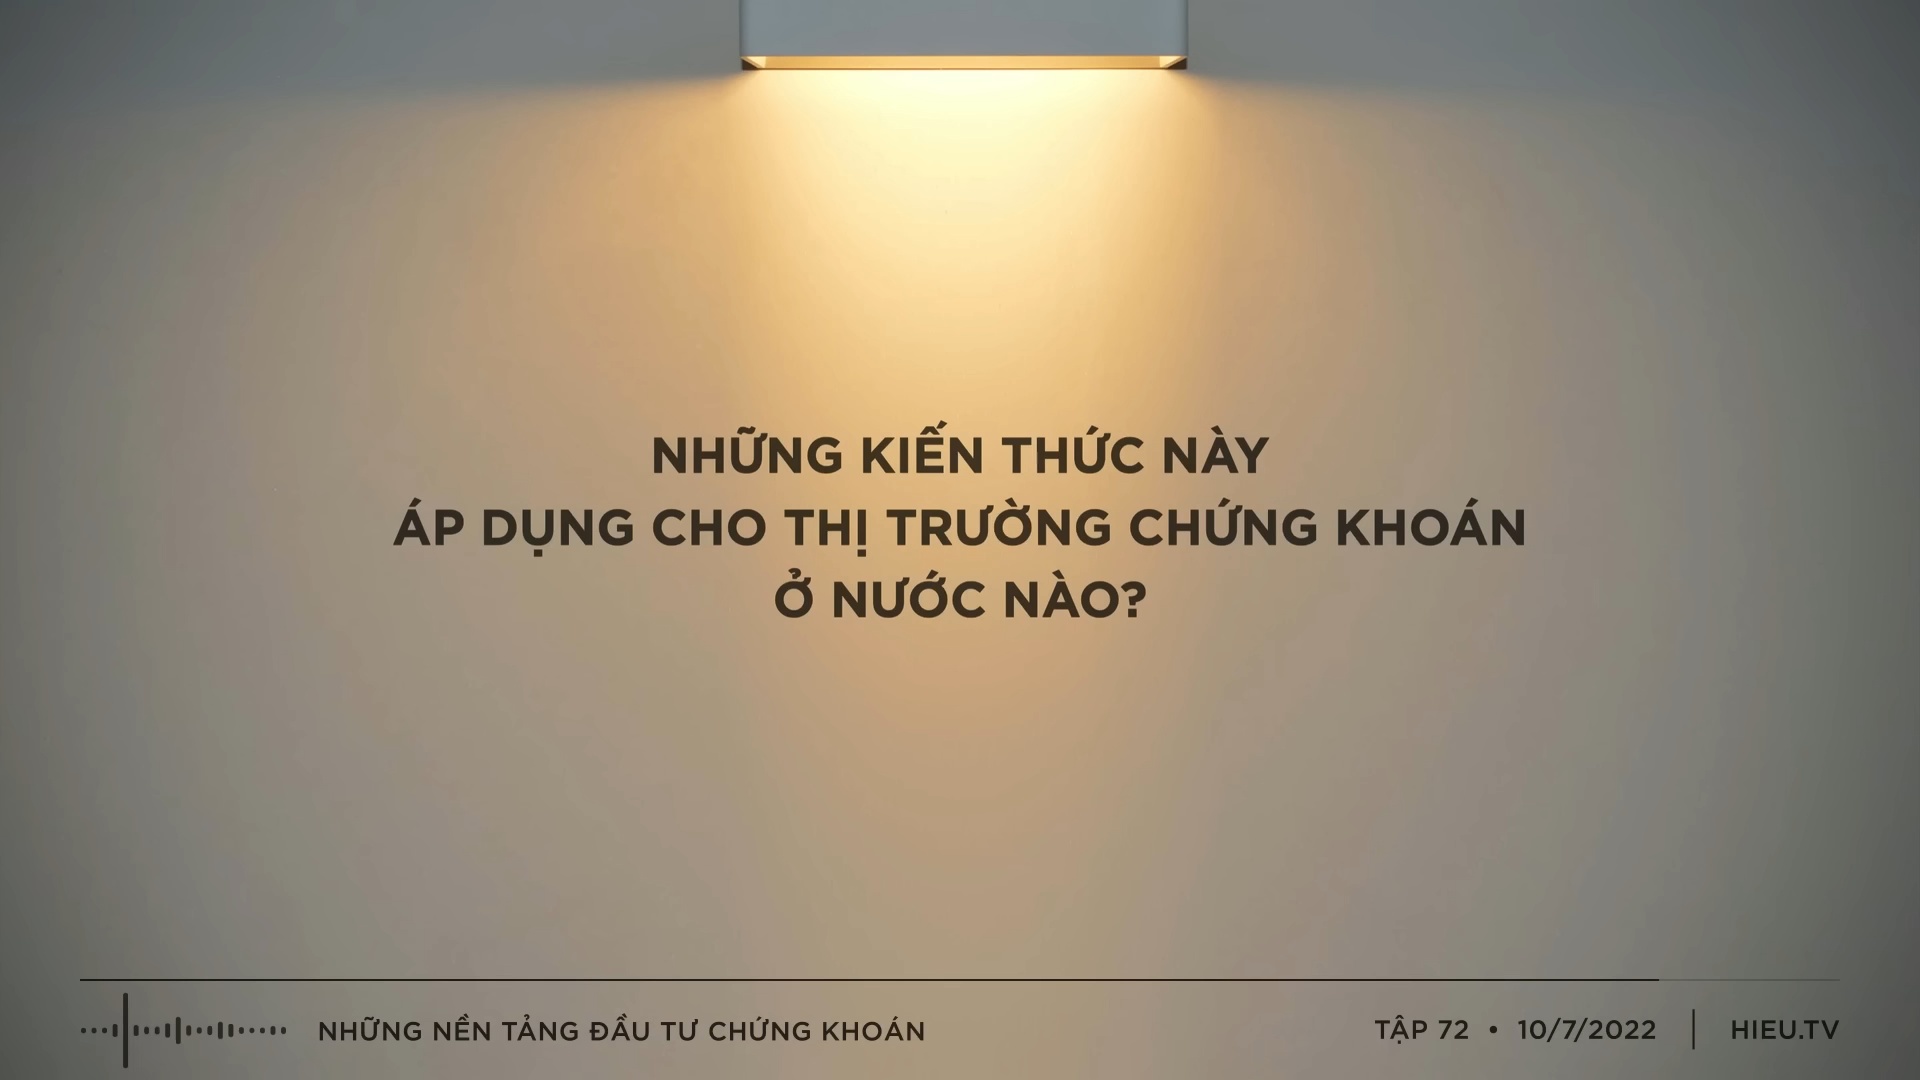 NHỮNG KIẾN THỨC NÀY
ÁP DỤNG CHO THỊ TRƯỜNG CHỨNG KHOÁN
Ở NƯỚC NÀO?
NHỮNG NỀN TẢNG ĐẦU TƯ CHỨNG KHOÁN
TẬP 72 • 10/7/2022 | HIEU.TV